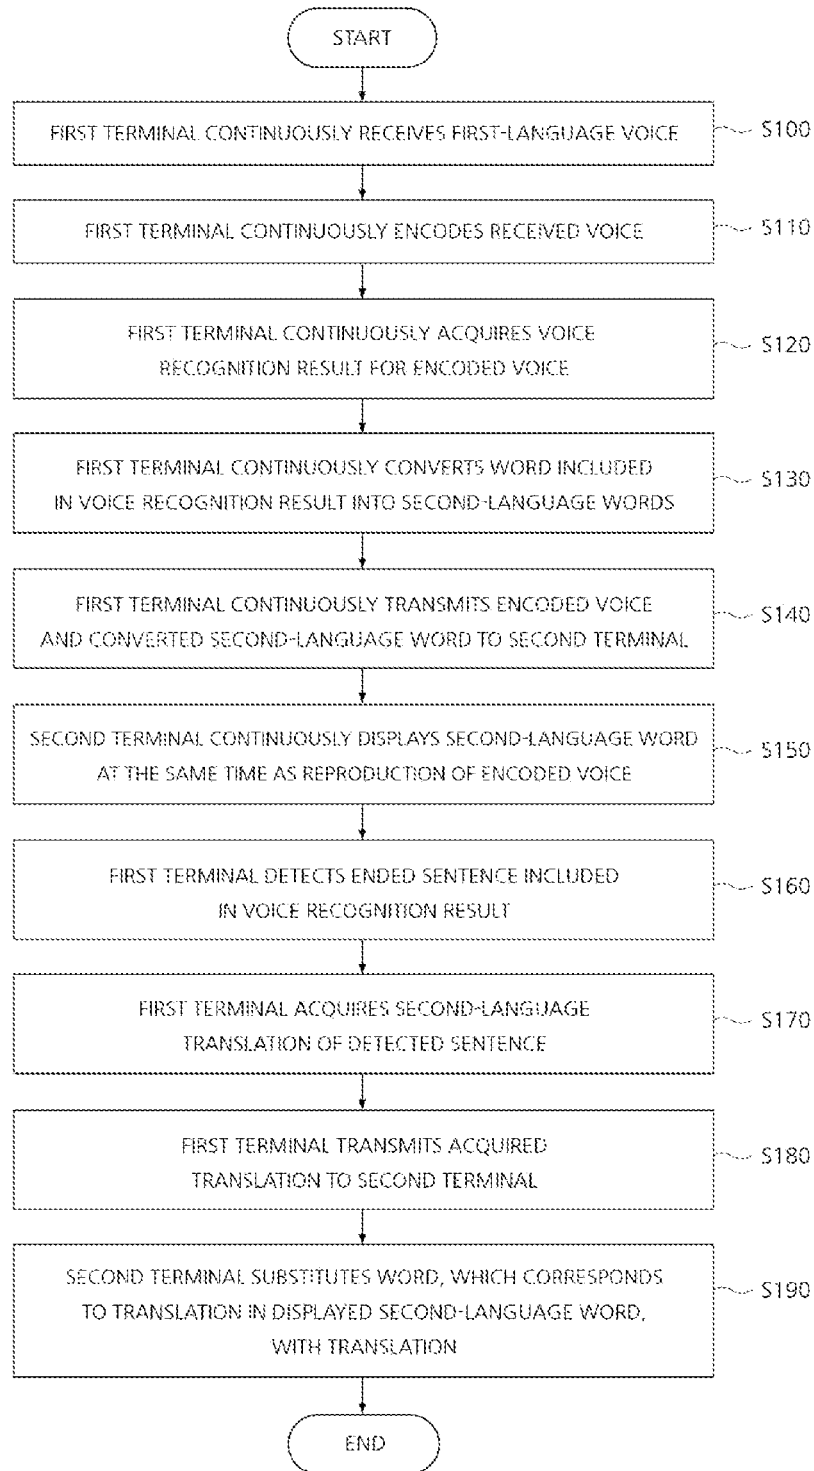 START
FIRST TERMINAL CONTINUOUSLY RECEIVES FIRST-LANGUAGE VOICE
S100
FIRST TERMINAL CONTINUOUSLY ENCODES RECEIVED VOICE
S110
FIRST TERMINAL CONTINUOUSLY ACQUIRES VOICE
RECOGNITION RESULT FOR ENCODED VOICE
S120
FIRST TERMINAL CONTINUOUSLY CONVERTS WORD INCLUDED
IN VOICE RECOGNITION RESULT INTO SECOND-LANGUAGE WORDS
S130
FIRST TERMINAL CONTINUOUSLY TRANSMITS ENCODED VOICE
AND CONVERTED SECOND-LANGUAGE WORD TO SECOND TERMINAL
S140
SECOND TERMINAL CONTINUOUSLY DISPLAYS SECOND-LANGUAGE WORD
AT THE SAME TIME AS REPRODUCTION OF ENCODED VOICE
S150
FIRST TERMINAL DETECTS ENDED SENTENCE INCLUDED
IN VOICE RECOGNITION RESULT
S160
FIRST TERMINAL ACQUIRES SECOND-LANGUAGE
TRANSLATION OF DETECTED SENTENCE
S170
FIRST TERMINAL TRANSMITS ACQUIRED
TRANSLATION TO SECOND TERMINAL
S180
SECOND TERMINAL SUBSTITUTES WORD, WHICH CORRESPONDS
TO TRANSLATION IN DISPLAYED SECOND-LANGUAGE WORD,
WITH TRANSLATION
S190
END